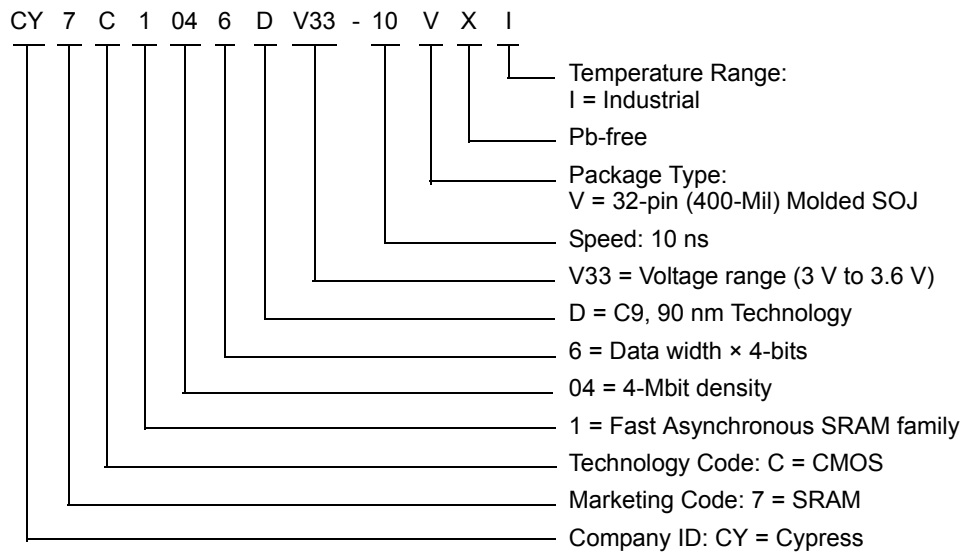 CY 7 C 1 04 6 D V33 - 10 V X I
Temperature Range:
I = Industrial
Pb-free
Package Type:
V = 32-pin (400-Mil) Molded SOJ
Speed: 10 ns
V33 = Voltage range (3 V to 3.6 V)
D = C9, 90 nm Technology
6 = Data width × 4-bits
04 = 4-Mbit density
1 = Fast Asynchronous SRAM family
Technology Code: C = CMOS
Marketing Code: 7 = SRAM
Company ID: CY = Cypress